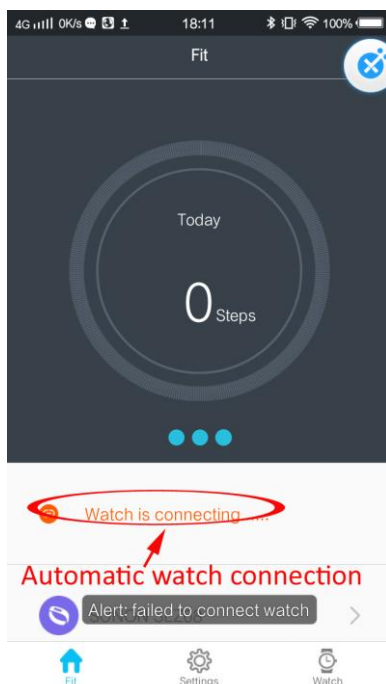 4G 0K/s 18:11 100%
Fit
Today
0 Steps
Watch is connecting......
Automatic watch connection
Alert: failed to connect watch
Fit Settings Watch